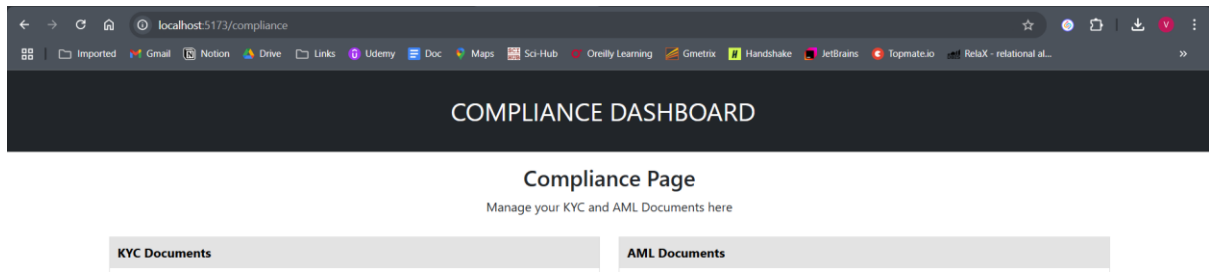 localhost:5173/compliance
V
Imported Gmail Notion Drive Links Udemy Doc Maps Sci-Hub Oreilly Learning Gmetrix Handshake JetBrains Topmate.io RelaX - relational al... »
COMPLIANCE DASHBOARD
Compliance Page
Manage your KYC and AML Documents here
KYC Documents
AML Documents